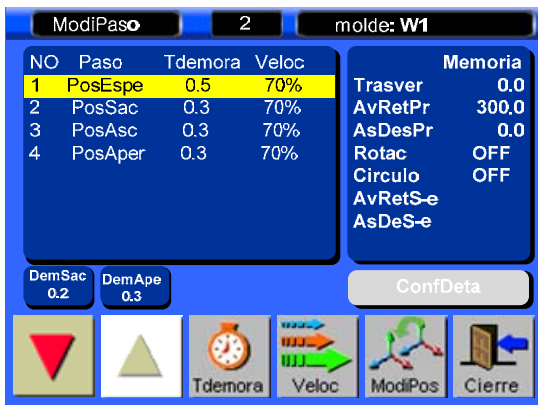 ModiPaso 2 molde: W1
NO Paso Tdemora Veloc
1 PosEspe 0.5 70%
2 PosSac 0.3 70%
3 PosAsc 0.3 70%
4 PosAper 0.3 70%
Memoria
Trasver 0.0
AvRetPr 300.0
AsDesPr 0.0
Rotac OFF
Circulo OFF
AvRetS-e
AsDeS-e
DemSac
0.2
DemApe
0.3
ConfDeta
Tdemora Veloc ModiPos Cierre